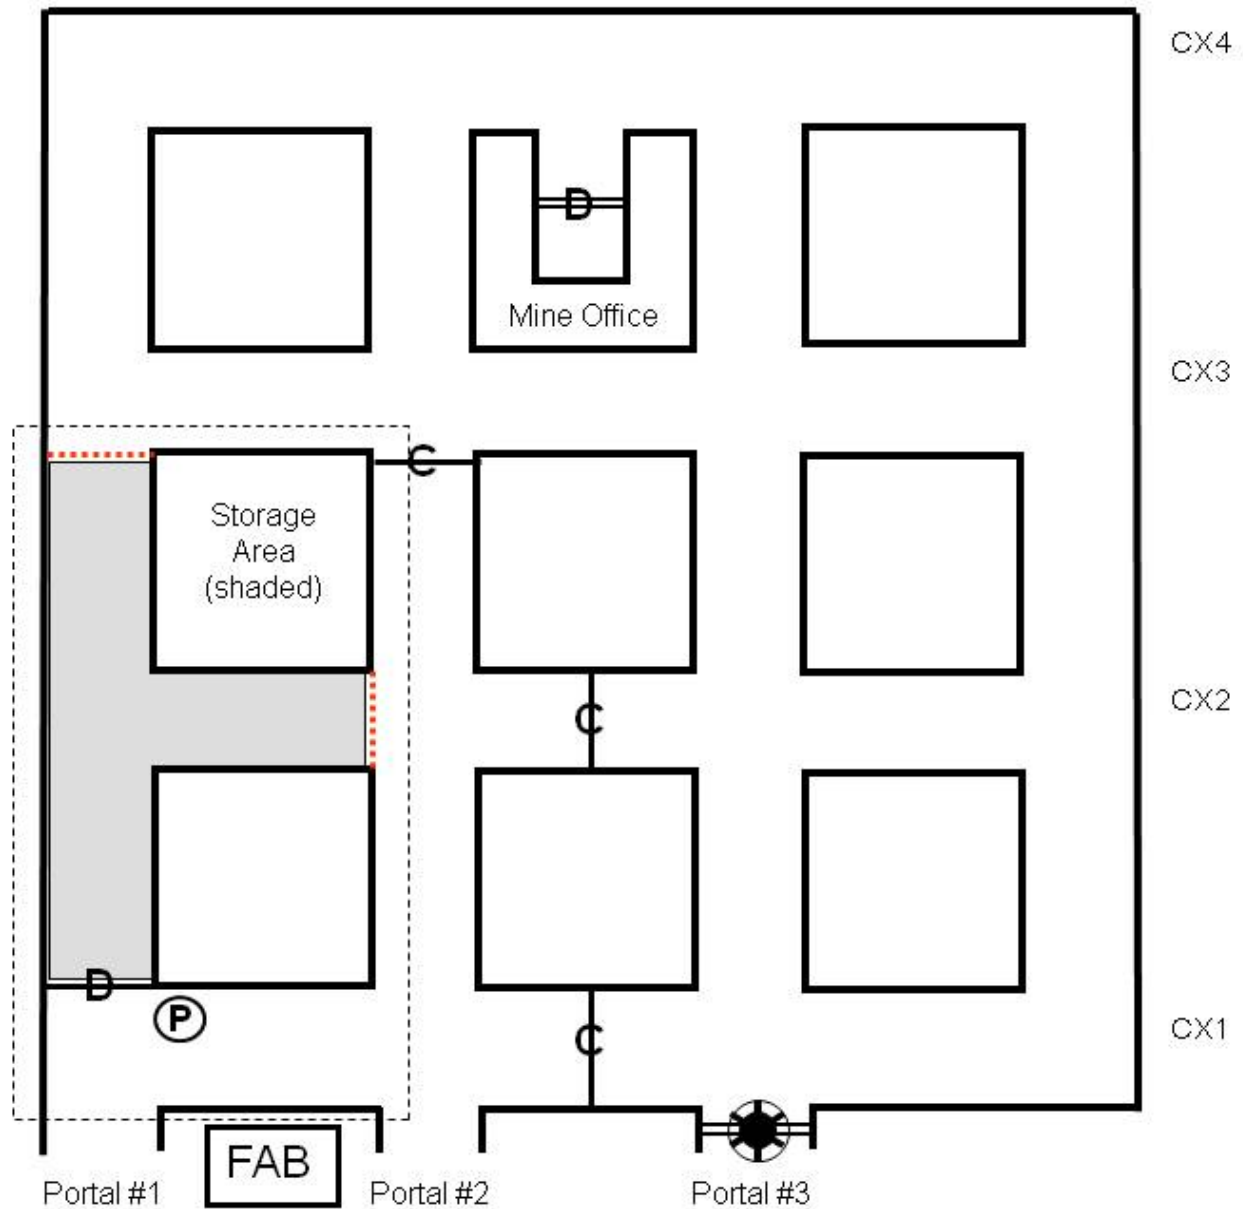 CX4
D
Mine Office
CX3
C
Storage
Area
(shaded)
C
CX2
D
P
C
CX1
FAB
Portal #1
Portal #2
Portal #3